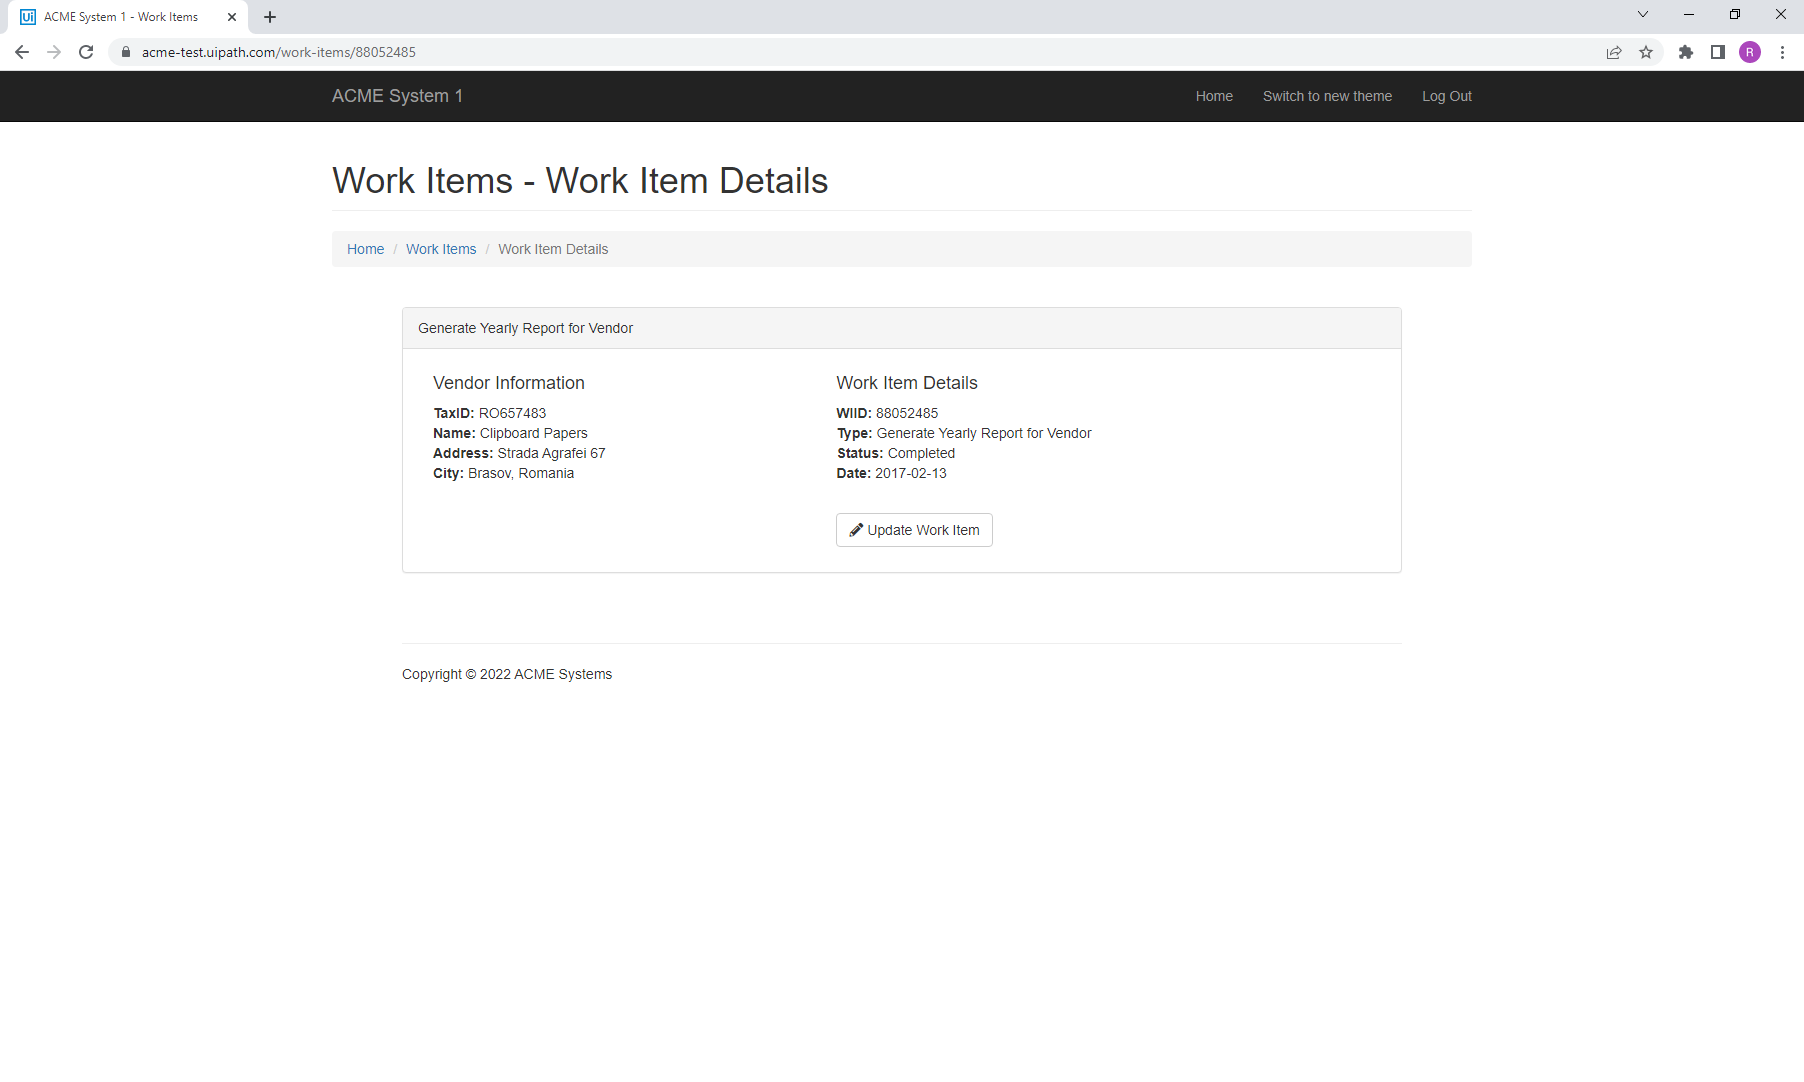 Ui ACME System 1 - Work Items
acme-test.uipath.com/work-items/88052485
R
ACME System 1 Home Switch to new theme Log Out
Work Items - Work Item Details
Home / Work Items / Work Item Details
Generate Yearly Report for Vendor
Vendor Information
TaxID: RO657483
Name: Clipboard Papers
Address: Strada Agrafei 67
City: Brasov, Romania
Work Item Details
WIID: 88052485
Type: Generate Yearly Report for Vendor
Status: Completed
Date: 2017-02-13
Update Work Item
Copyright © 2022 ACME Systems